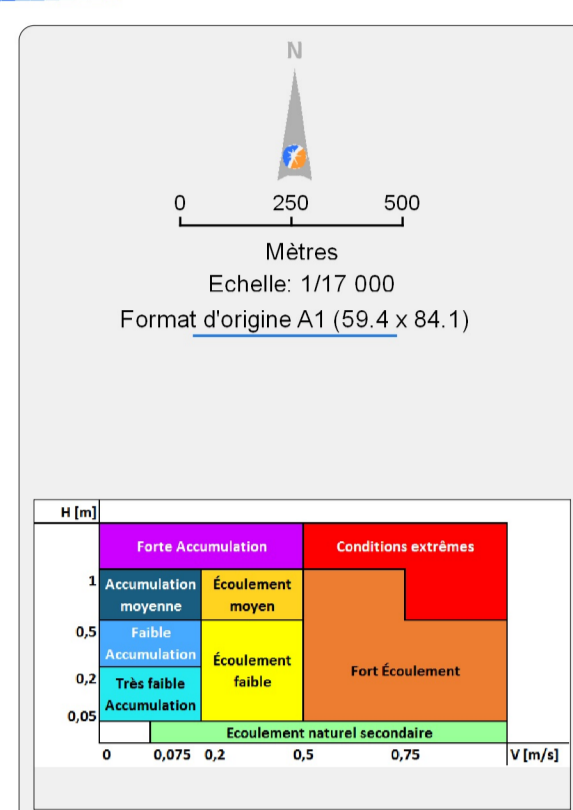 N
0 250 500
Mètres
Echelle: 1/17 000
Format d'origine A1 (59.4 x 84.1)
H [m]
Forte Accumulation
Conditions extrêmes
1
Accumulation
moyenne
Écoulement
moyen
0,5
Faible
Accumulation
Écoulement
faible
Fort Écoulement
0,2
Très faible
Accumulation
0,05
Ecoulement naturel secondaire
0 0,075 0,2 0,5 0,75 V [m/s]